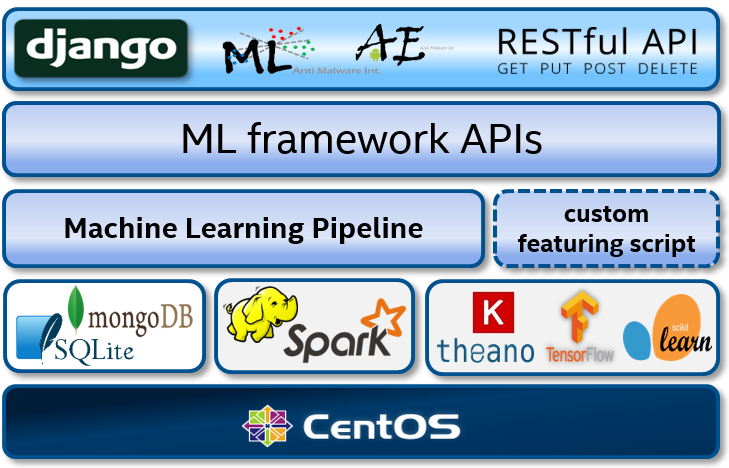 django
ML
Anti Malware Int.
AE
Anti Malware Int.
RESTful API
GET PUT POST DELETE
ML framework APIs
Machine Learning Pipeline
custom
featuring script
mongoDB
SQLite
Spark
K
theano
TensorFlow
scikit
learn
CentOS